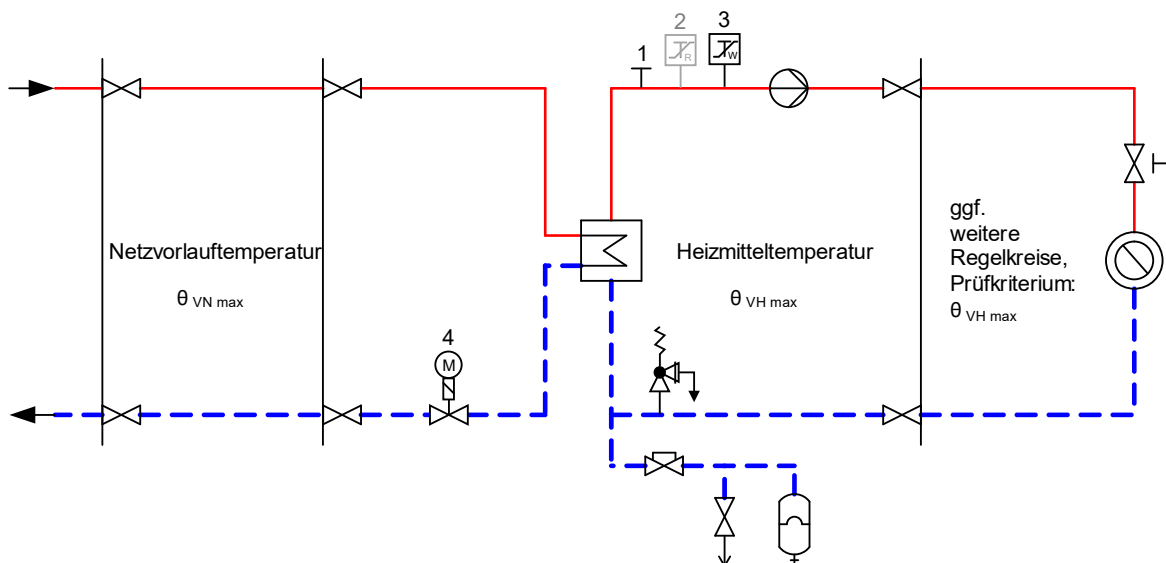 1
2
3
R
W
Netzvorlauftemperatur
θ VN max
Heizmitteltemperatur
θ VH max
ggf.
weitere
Regelkreise,
Prüfkriterium:
θ VH max
4
M